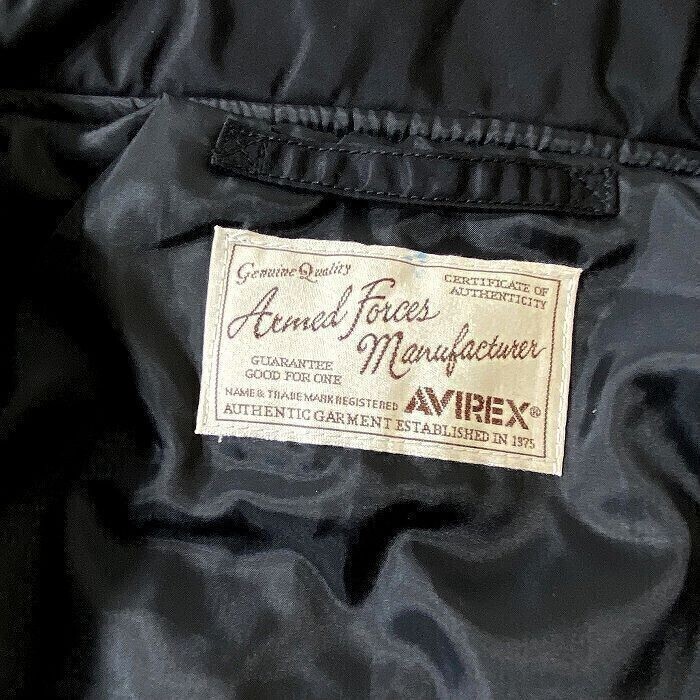 Genuine Quality
CERTIFICATE OF
AUTHENTICITY
Armed Forces
Manufacturer
GUARANTEE
GOOD FOR ONE
NAME & TRADE MARK REGISTERED
AVIREX®
AUTHENTIC GARMENT ESTABLISHED IN 1975